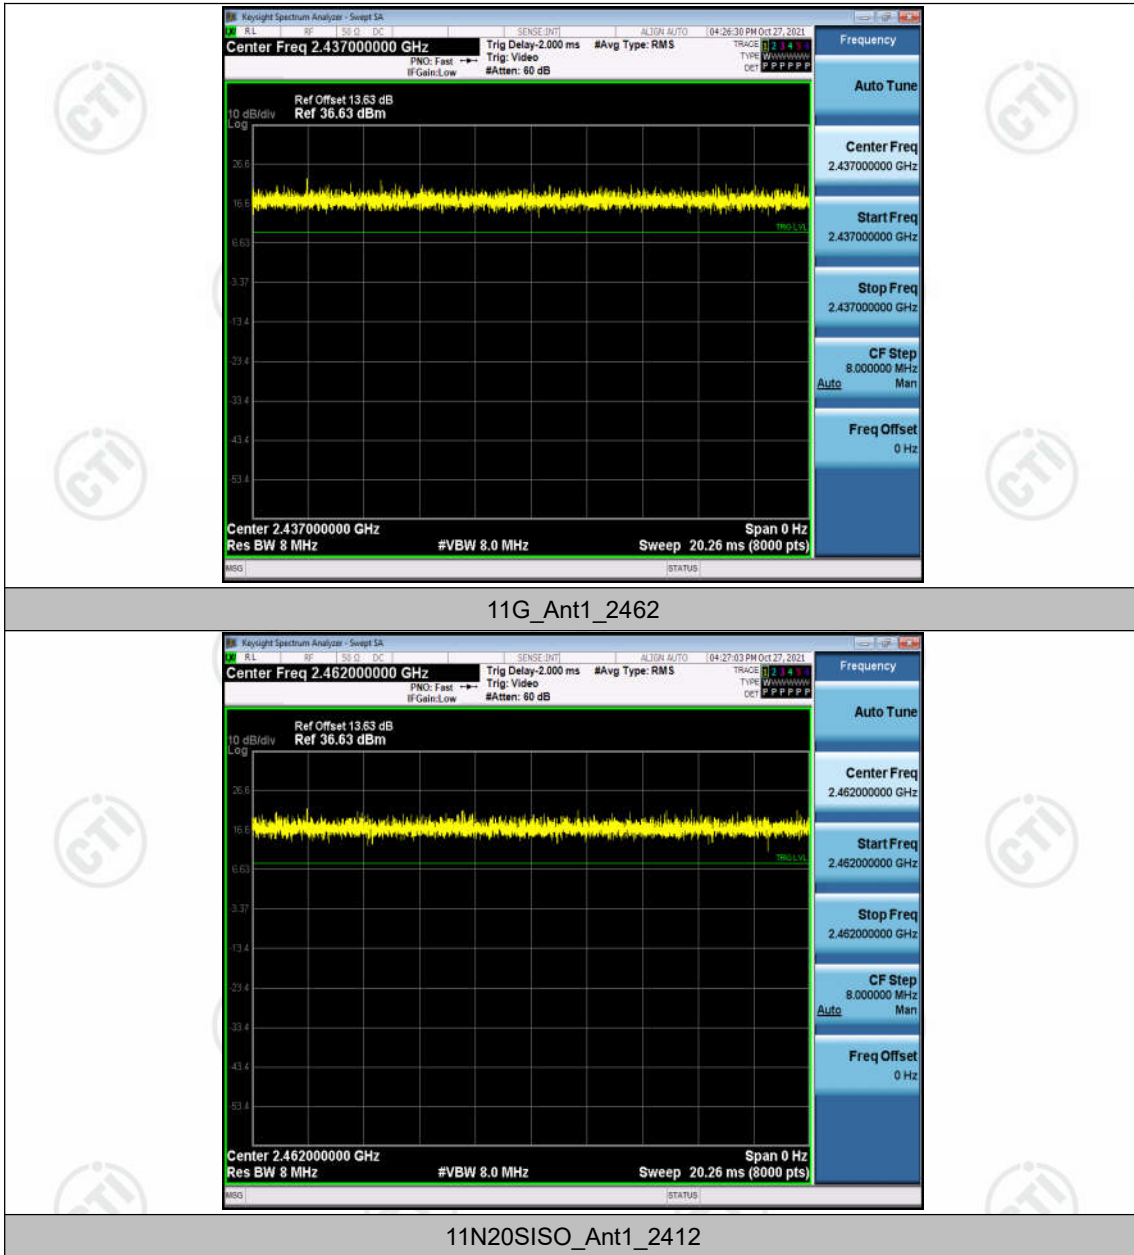 Keysight Spectrum Analyzer - Swept SA
RL RF 50 Ω DC SENSE:INT ALIGN AUTO 04:26:30 PM Oct 27, 2021
Center Freq 2.437000000 GHz
PNO: Fast
IFGain:Low
Trig Delay-2.000 ms
Trig: Video
#Atten: 60 dB
#Avg Type: RMS
TRACE 1 2 3 4 5 6
TYPE WWWWWW
DET P P P P P P
Ref Offset 13.63 dB
10 dB/div Ref 36.63 dBm
Log
26.6
16.6
TRIG LVL
6.63
-3.37
-13.4
-23.4
-33.4
-43.4
-53.4
Center 2.437000000 GHz Span 0 Hz
Res BW 8 MHz #VBW 8.0 MHz Sweep 20.26 ms (8000 pts)
MSG STATUS
Frequency
Auto Tune
Center Freq
2.437000000 GHz
Start Freq
2.437000000 GHz
Stop Freq
2.437000000 GHz
CF Step
8.000000 MHz
Auto Man
Freq Offset
0 Hz
11G_Ant1_2462
Keysight Spectrum Analyzer - Swept SA
RL RF 50 Ω DC SENSE:INT ALIGN AUTO 04:27:03 PM Oct 27, 2021
Center Freq 2.462000000 GHz
PNO: Fast
IFGain:Low
Trig Delay-2.000 ms
Trig: Video
#Atten: 60 dB
#Avg Type: RMS
TRACE 1 2 3 4 5 6
TYPE WWWWWW
DET P P P P P P
Ref Offset 13.63 dB
10 dB/div Ref 36.63 dBm
Log
26.6
16.6
TRIG LVL
6.63
-3.37
-13.4
-23.4
-33.4
-43.4
-53.4
Center 2.462000000 GHz Span 0 Hz
Res BW 8 MHz #VBW 8.0 MHz Sweep 20.26 ms (8000 pts)
MSG STATUS
Frequency
Auto Tune
Center Freq
2.462000000 GHz
Start Freq
2.462000000 GHz
Stop Freq
2.462000000 GHz
CF Step
8.000000 MHz
Auto Man
Freq Offset
0 Hz
11N20SISO_Ant1_2412
CTI
CTI
CTI
CTI
CTI
CTI
CTI
CTI